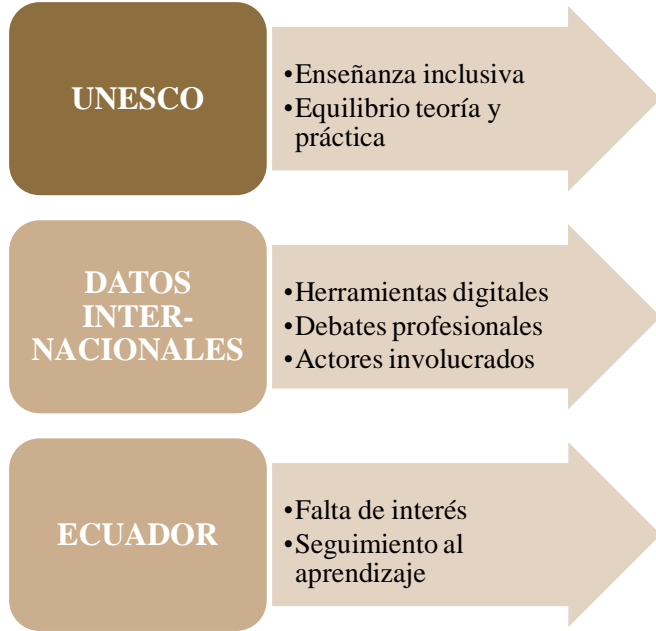 UNESCO
•Enseñanza inclusiva
•Equilibrio teoría y
práctica
DATOS
INTER-
NACIONALES
•Herramientas digitales
•Debates profesionales
•Actores involucrados
ECUADOR
•Falta de interés
•Seguimiento al
aprendizaje